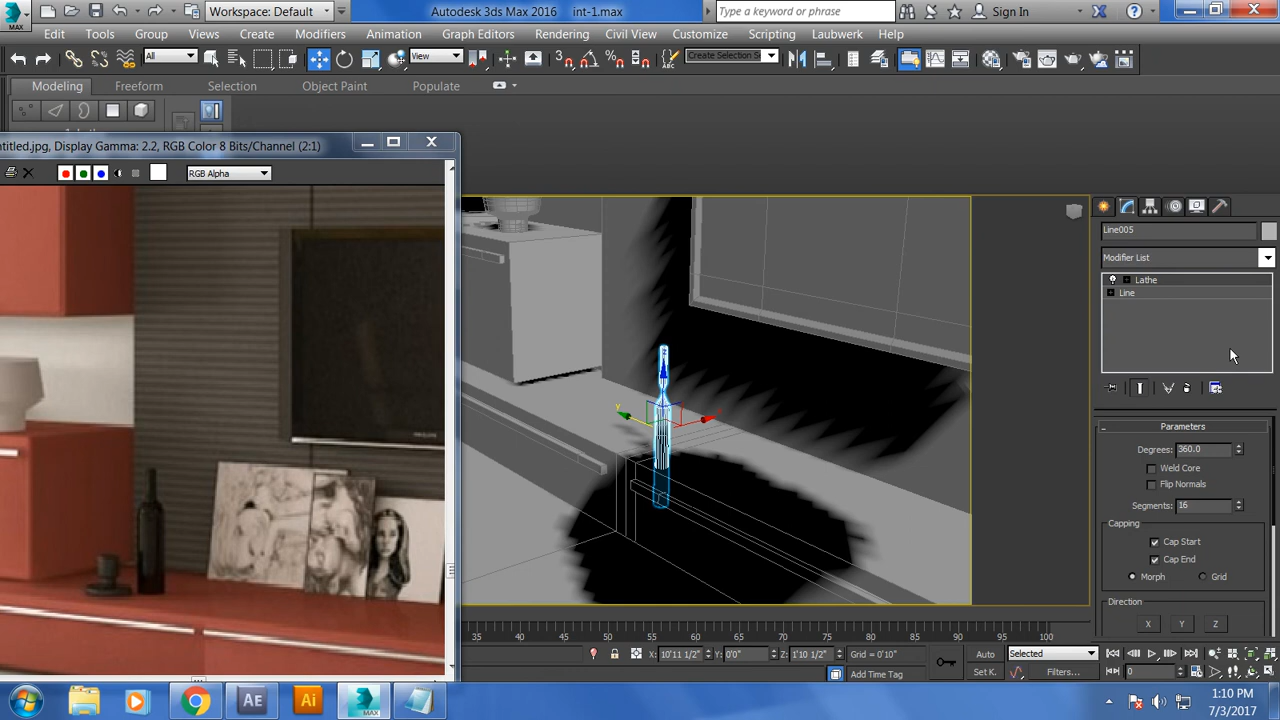 MAX
Workspace: Default
Autodesk 3ds Max 2016 int-1.max
Type a keyword or phrase
Sign In
Edit Tools Group Views Create Modifiers Animation Graph Editors Rendering Civil View Customize Scripting Laubwerk Help
All
View
Create Selection S
Modeling Freeform Selection Object Paint Populate
ntitled.jpg, Display Gamma: 2.2, RGB Color 8 Bits/Channel (2:1)
RGB Alpha
PHILIPS
y
z
Line005
Modifier List
Lathe
Line
Parameters
Degrees: 360.0
Weld Core
Flip Normals
Segments: 16
Capping
Cap Start
Cap End
Morph Grid
Direction
X Y Z
35 40 45 50 55 60 65 70 75 80 85 90 95 100
X: 10'11 1/2" Y: 0'0" Z: 1'10 1/2" Grid = 0'10"
Add Time Tag
Auto Selected
Set K. Filters...
0
AE Ai MAX
1:10 PM
7/3/2017